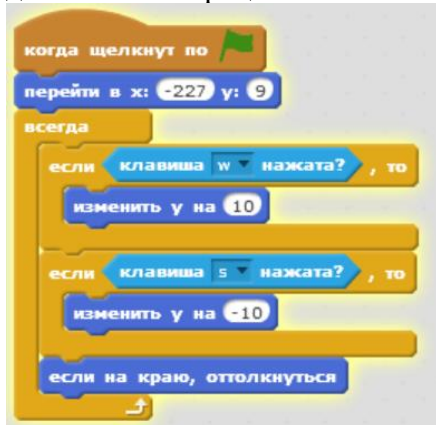 когда щелкнут по
перейти в x: -227 y: 9
всегда
если клавиша w нажата? , то
изменить y на 10
если клавиша s нажата? , то
изменить y на -10
если на краю, оттолкнуться